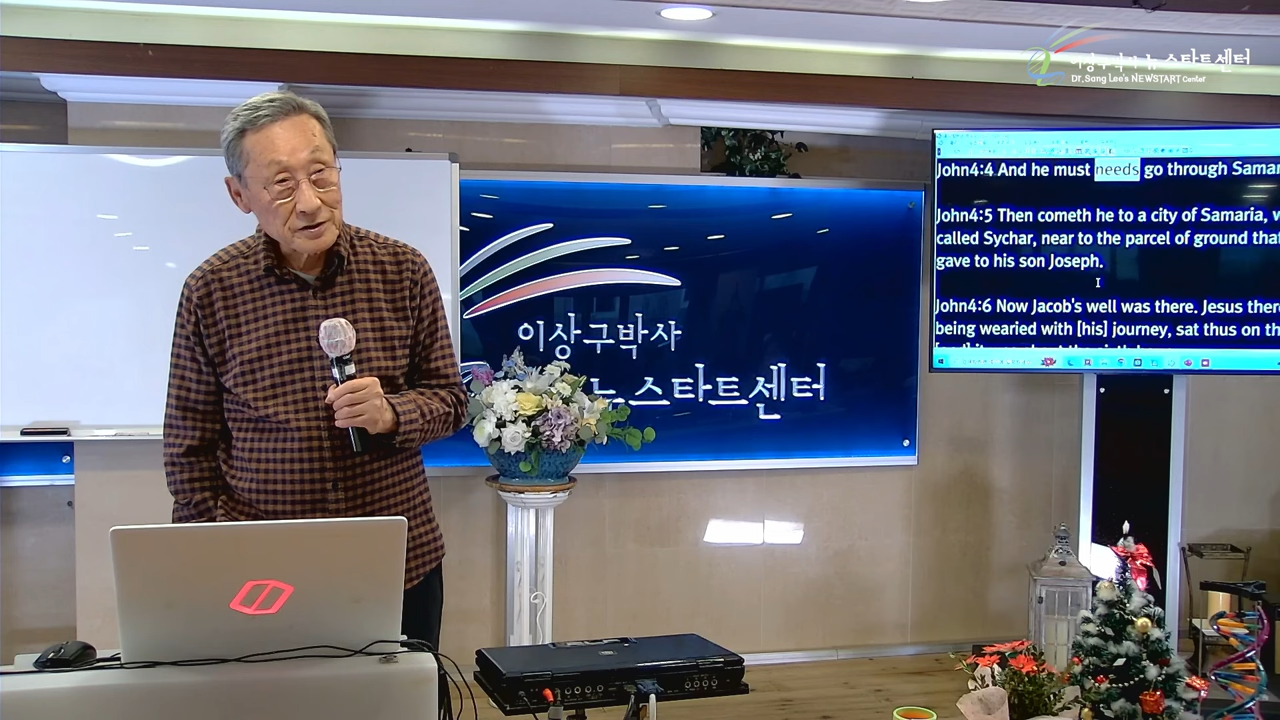 이상구박사 뉴스타트센터
Dr.Sang Lee's NEWSTART Center
John4:4 And he must needs go through Samar
John4:5 Then cometh he to a city of Samaria,
called Sychar, near to the parcel of ground that
gave to his son Joseph.
John4:6 Now Jacob's well was there. Jesus there
being wearied with [his] journey, sat thus on th
이상구박사
뉴스타트센터